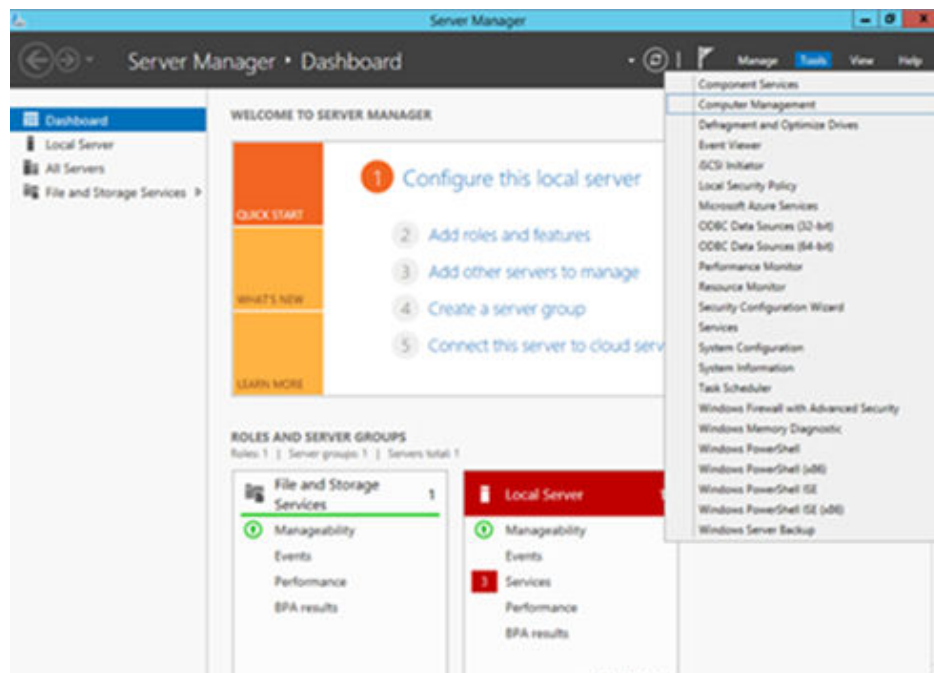 Server Manager
Server Manager • Dashboard
Manage Tools View Help
Dashboard
Local Server
All Servers
File and Storage Services
WELCOME TO SERVER MANAGER
QUICK START
WHAT'S NEW
LEARN MORE
1 Configure this local server
2 Add roles and features
3 Add other servers to manage
4 Create a server group
5 Connect this server to cloud serv
ROLES AND SERVER GROUPS
Roles: 1 | Server groups: 1 | Servers total: 1
File and Storage
Services 1
Manageability
Events
Performance
BPA results
Local Server 1
Manageability
Events
3 Services
Performance
BPA results
Component Services
Computer Management
Defragment and Optimize Drives
Event Viewer
iSCSI Initiator
Local Security Policy
Microsoft Azure Services
ODBC Data Sources (32-bit)
ODBC Data Sources (64-bit)
Performance Monitor
Resource Monitor
Security Configuration Wizard
Services
System Configuration
System Information
Task Scheduler
Windows Firewall with Advanced Security
Windows Memory Diagnostic
Windows PowerShell
Windows PowerShell (x86)
Windows PowerShell ISE
Windows PowerShell ISE (x86)
Windows Server Backup